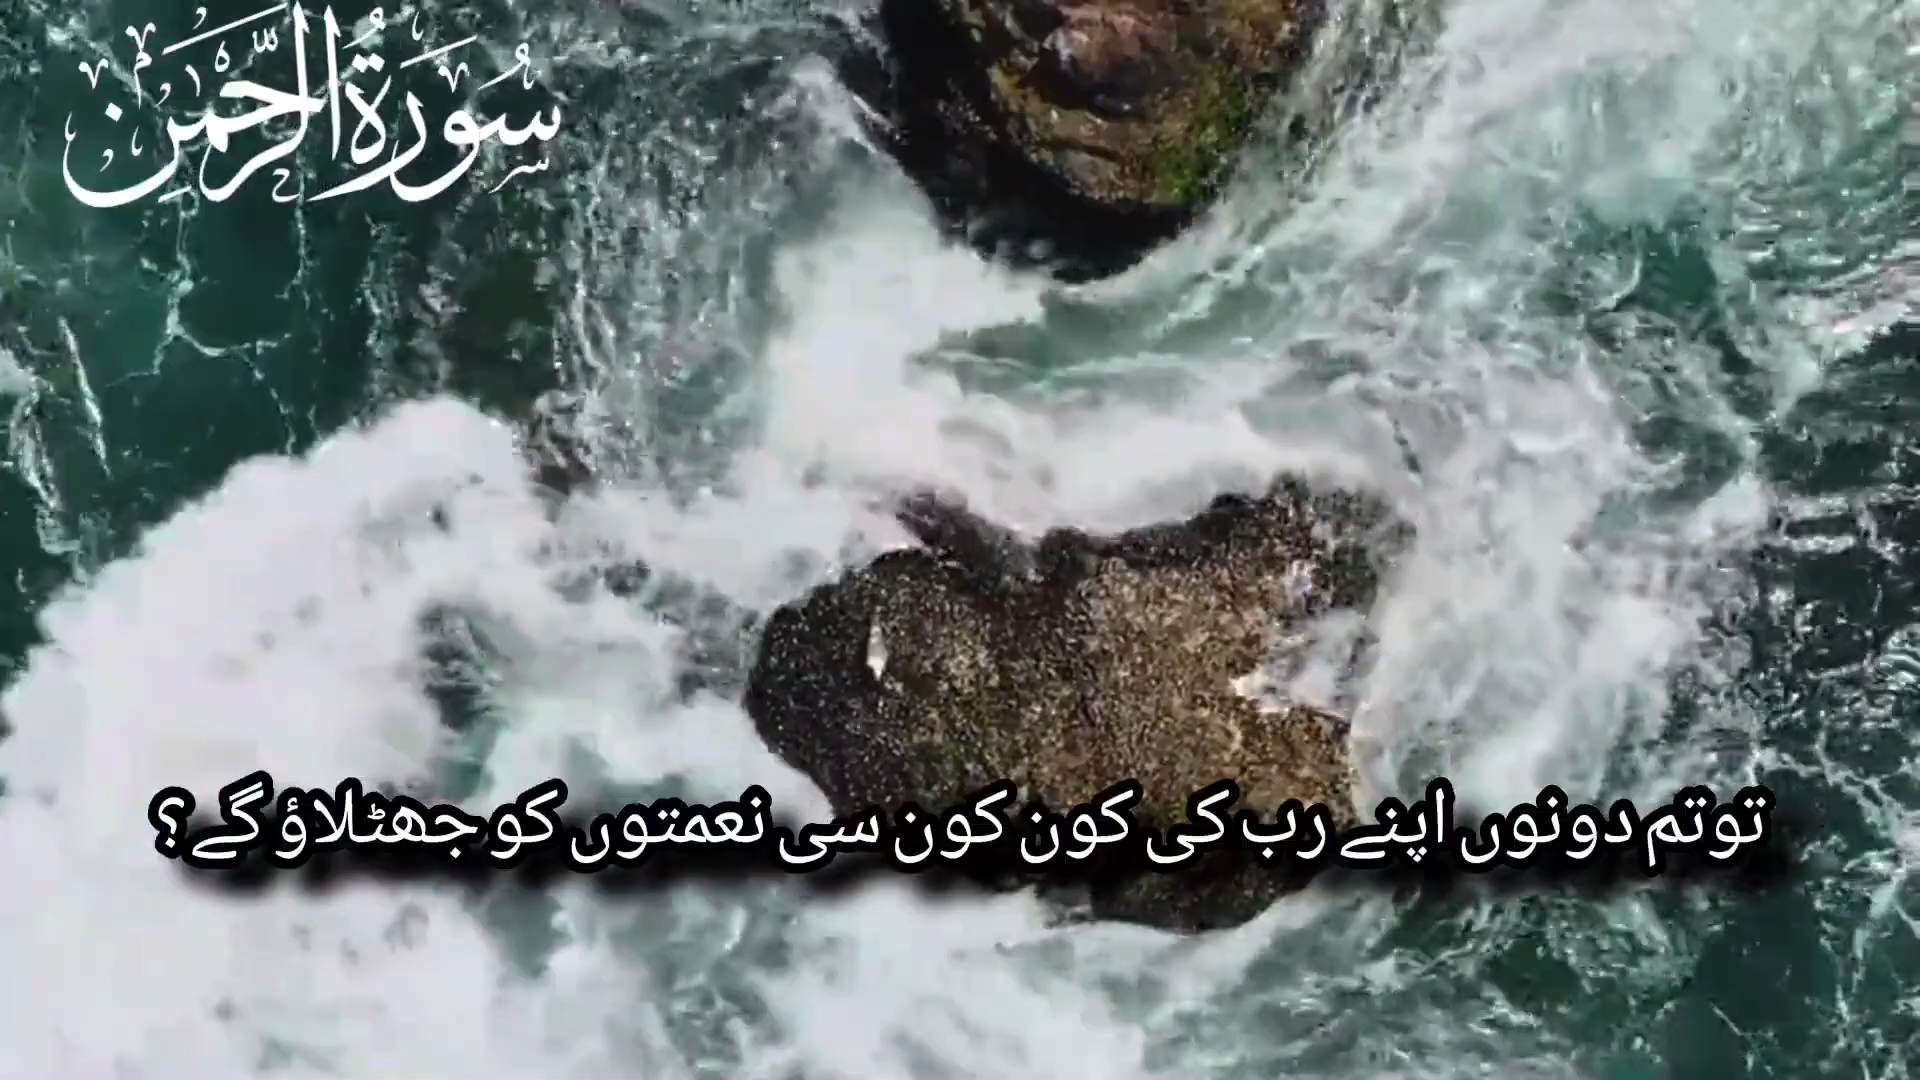 سُورَةُ الرَّحْمٰنِ
توتم دونوں اپنے رب کی کون کون سی نعمتوں کو جھٹلاؤ گے؟